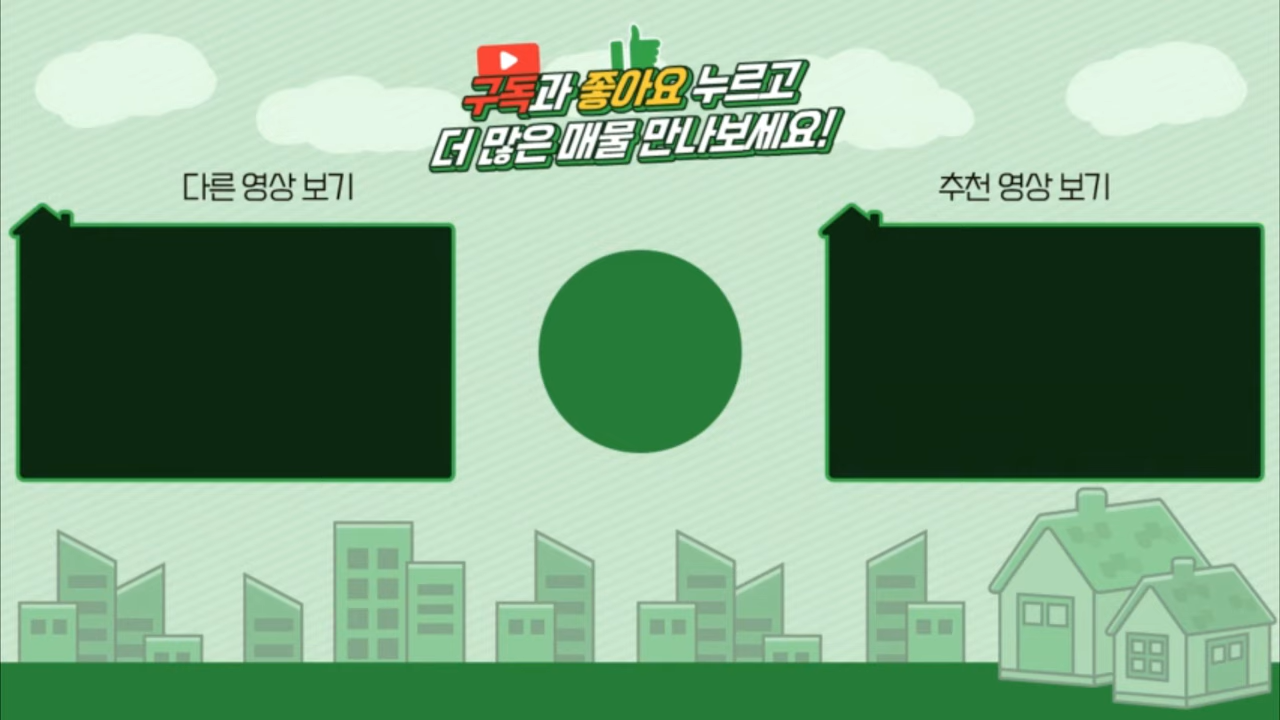 구독과 좋아요 누르고
더 많은 매물 만나보세요!
다른 영상 보기
추천 영상 보기